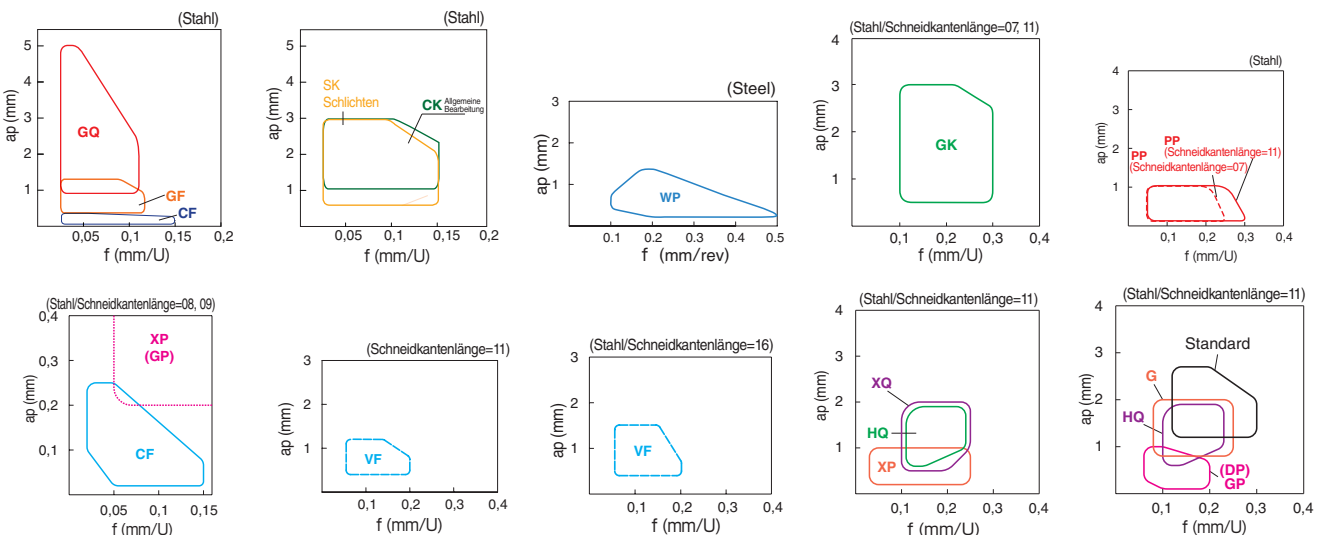 (Stahl)
5
4
3
2
1
ap (mm)
GQ
GF
CF
0,05
0,1
0,15
0,2
f (mm/U)
(Stahl)
5
4
3
2
1
ap (mm)
SK
Schlichten
CK Allgemeine
Bearbeitung
0,05
0,1
0,15
0,2
f (mm/U)
(Steel)
3
2
1
ap (mm)
WP
0.1
0.2
0.3
0.4
0.5
f (mm/rev)
(Stahl/Schneidkantenlänge=07, 11)
4
3
2
1
ap (mm)
GK
0,1
0,2
0,3
0,4
f (mm/U)
(Stahl)
4
3
2
1
ap (mm)
PP
(Schneidkantenlänge=11)
PP
(Schneidkantenlänge=07)
0,1
0,2
0,3
0,4
f (mm/U)
(Stahl/Schneidkantenlänge=08, 09)
0,4
0,3
0,2
0,1
ap (mm)
XP
(GP)
CF
0,05
0,1
0,15
f (mm/U)
(Schneidkantenlänge=11)
3
2
1
ap (mm)
VF
0,1
0,2
0,3
0,4
f (mm/U)
(Stahl/Schneidkantenlänge=16)
3
2
1
ap (mm)
VF
0,1
0,2
0,3
0,4
f (mm/U)
(Stahl/Schneidkantenlänge=11)
4
3
2
1
ap (mm)
XQ
HQ
XP
0,1
0,2
0,3
0,4
f (mm/U)
(Stahl/Schneidkantenlänge=11)
4
3
2
1
ap (mm)
Standard
G
HQ
(DP)
GP
0,1
0,2
0,3
0,4
f (mm/U)